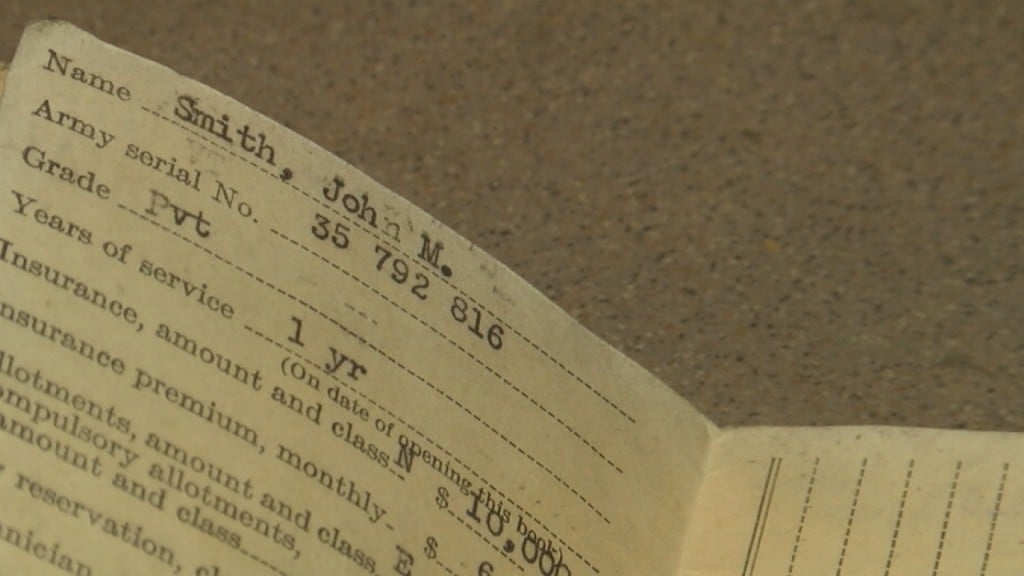 Name Smith, John M.
Army serial No. 35 792 816
Grade Pvt
Years of service 1 yr
(On date of opening this book)
Insurance, amount and class N $ 10,000
nsurance premium, monthly $ 6
llotments, amount and class E
ompulsory allotments,
amount and class
reservation,
nician